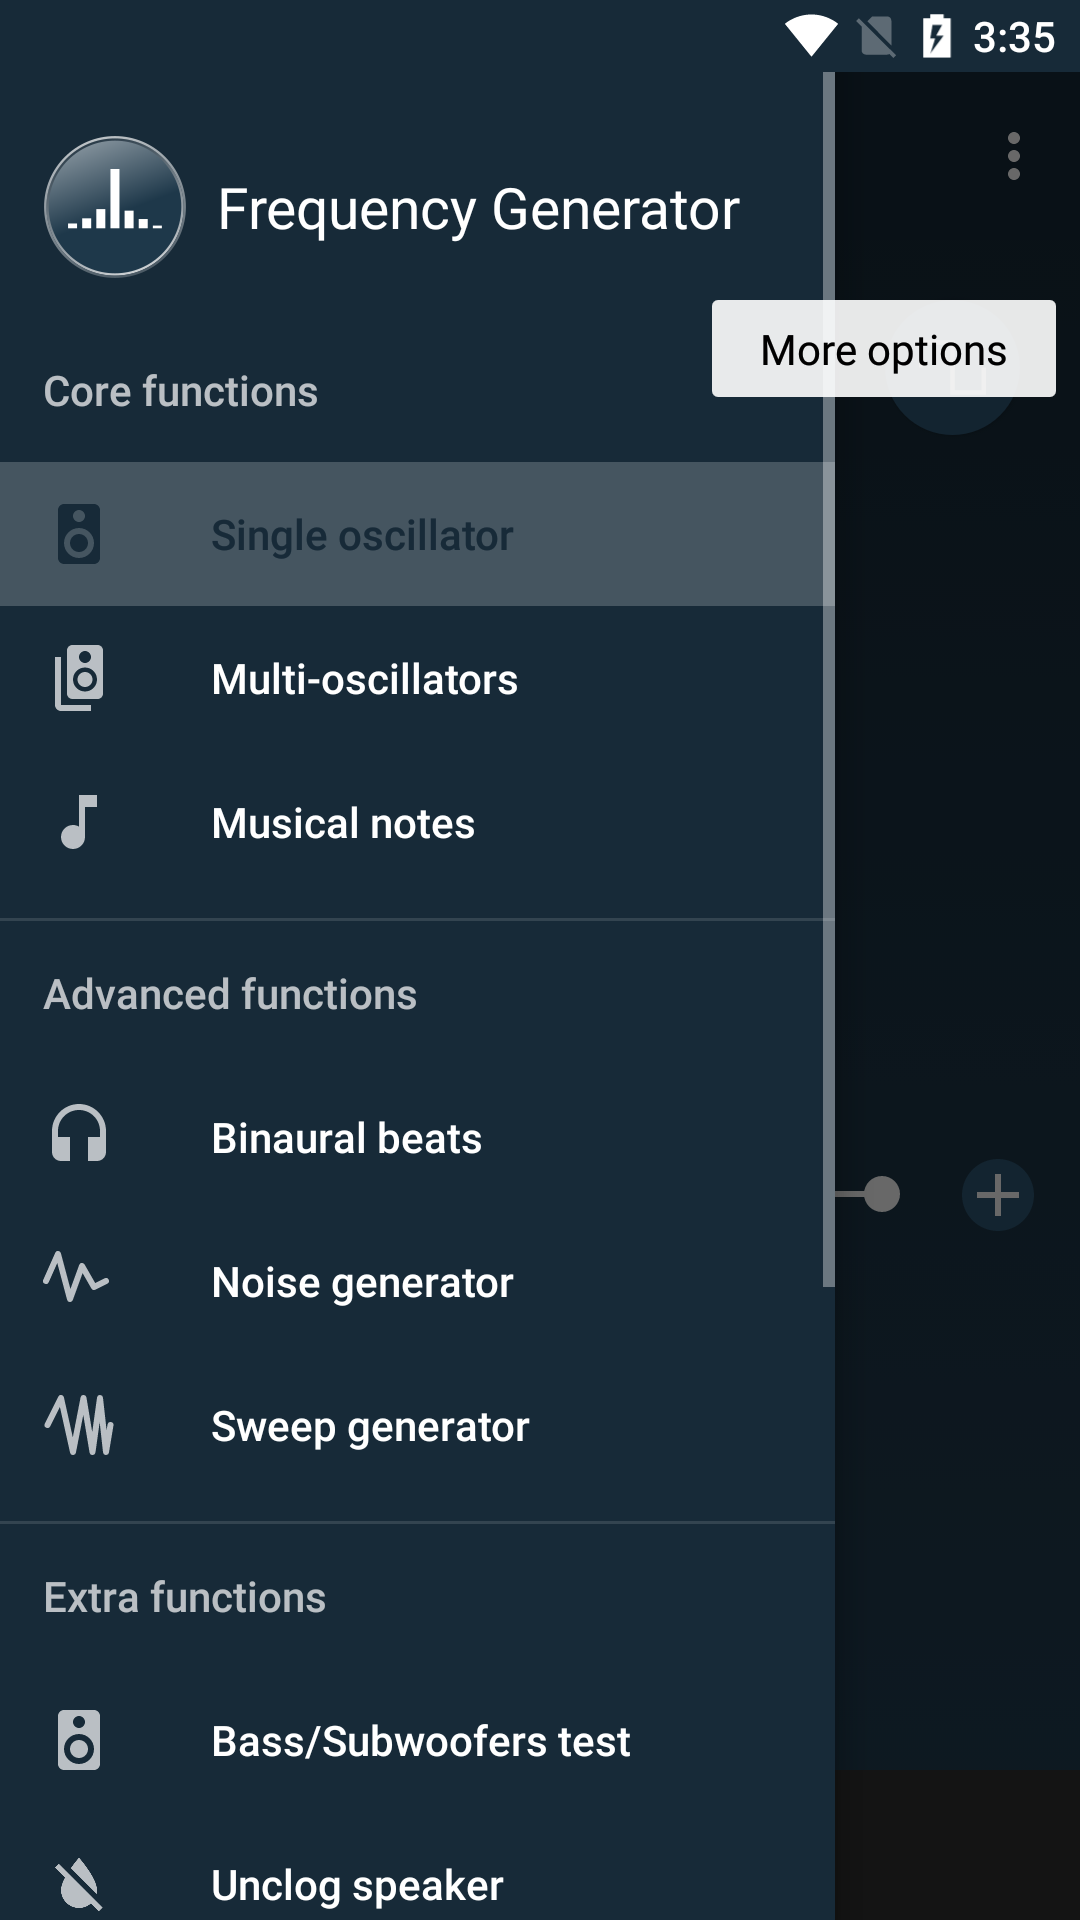 3:35
Frequency Generator
More options
Core functions
Single oscillator
Multi-oscillators
Musical notes
Advanced functions
Binaural beats
Noise generator
Sweep generator
Extra functions
Bass/Subwoofers test
Unclog speaker